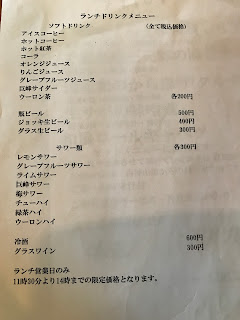 ランチドリンクメニュー
ソフトドリンク　（全て税込価格）
アイスコーヒー
ホットコーヒー
ホット紅茶
コーラ
オレンジジュース
りんごジュース
グレープフルーツジュース
巨峰サイダー
ウーロン茶　各200円
瓶ビール　500円
ジョッキ生ビール　400円
グラス生ビール　300円
サワー類　各300円
レモンサワー
グレープフルーツサワー
ライムサワー
巨峰サワー
梅サワー
チューハイ
緑茶ハイ
ウーロンハイ
冷酒　600円
グラスワイン　300円
ランチ営業日のみ
11時30分より14時までの限定価格となります。